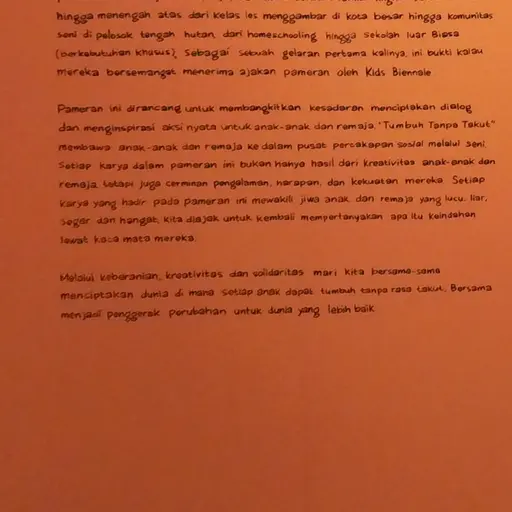 hingga menengah atas dari kelas les menggambar di kota besar hingga komunitas
seni di pelosok tengah hutan, dari homeschooling hingga Sekolah Luar Biasa
(berkebutuhan khusus). Sebagai sebuah gelaran pertama kalinya, ini bukti kalau
mereka bersemangat menerima ajakan pameran oleh Kids Biennale
Pameran ini dirancang untuk membangkitkan kesadaran menciptakan dialog
dan menginspirasi aksi nyata untuk anak-anak dan remaja. "Tumbuh Tanpa Takut"
membawa anak-anak dan remaja ke dalam pusat percakapan sosial melalui seni.
Setiap karya dalam pameran ini bukan hanya hasil dari kreativitas anak-anak dan
remaja, tetapi juga cerminan pengalaman, harapan, dan kekuatan mereka. Setiap
karya yang hadir pada pameran ini mewakili jiwa anak dan remaja yang lucu, liar,
segar dan hangat, kita diajak untuk kembali mempertanyakan apa itu keindahan
lewat kaca mata mereka.
Melalui keberanian, kreativitas dan solidaritas mari kita bersama-sama
menciptakan dunia di mana setiap anak dapat tumbuh tanpa rasa takut. Bersama
menjadi penggerak perubahan untuk dunia yang lebih baik